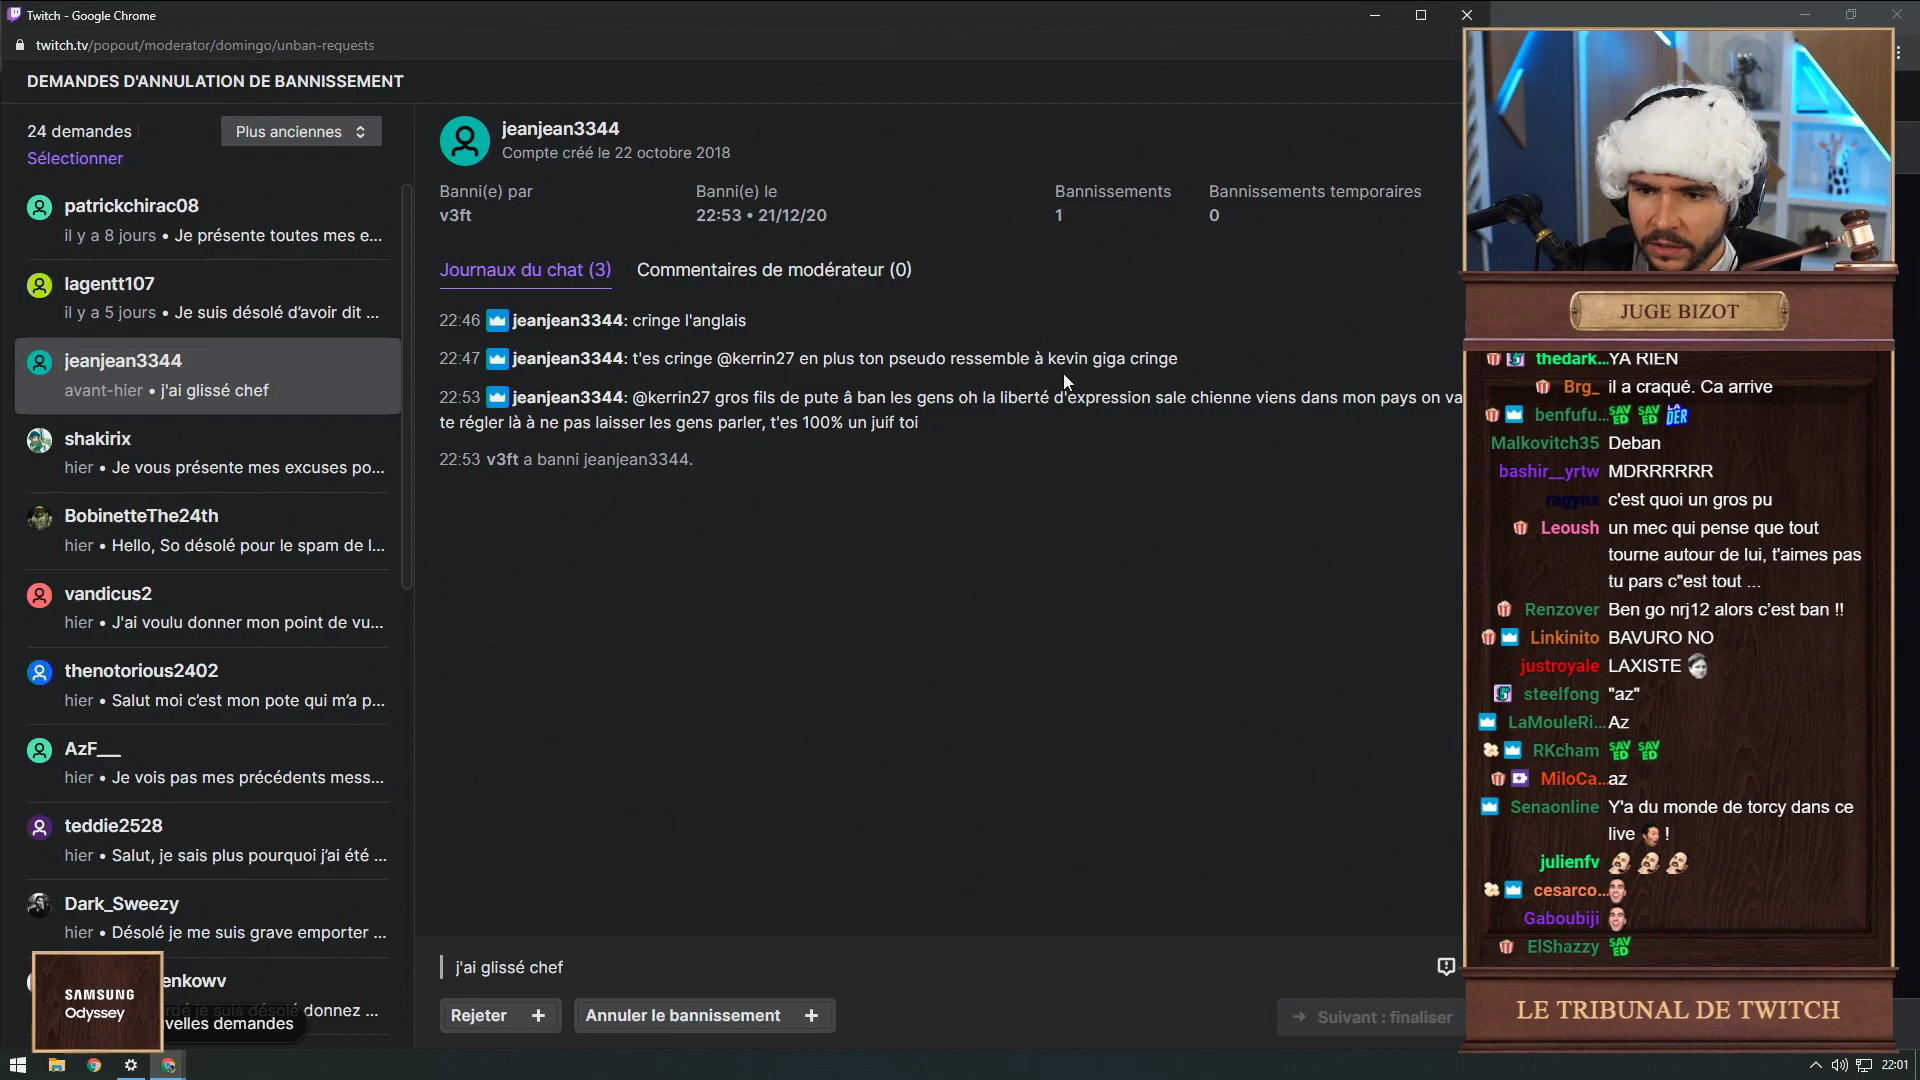 Twitch - Google Chrome
twitch.tv/popout/moderator/domingo/unban-requests
DEMANDES D'ANNULATION DE BANNISSEMENT
24 demandes
Plus anciennes
Sélectionner
patrickchirac08
il y a 8 jours • Je présente toutes mes e...
lagentt107
il y a 5 jours • Je suis désolé d'avoir dit ...
jeanjean3344
avant-hier • j'ai glissé chef
shakirix
hier • Je vous présente mes excuses po...
BobinetteThe24th
hier • Hello, So désolé pour le spam de l...
vandicus2
hier • J'ai voulu donner mon point de vu...
thenotorious2402
hier • Salut moi c'est mon pote qui m'a p...
AzF__
hier • Je vois pas mes précédents mess...
teddie2528
hier • Salut, je sais plus pourquoi j'ai été ...
Dark_Sweezy
hier • Désolé je me suis grave emporter ...
enkowv
je suis désolé donnez ...
velles demandes
SAMSUNG
Odyssey
jeanjean3344
Compte créé le 22 octobre 2018
Banni(e) par
v3ft
Banni(e) le
22:53 • 21/12/20
Bannissements
1
Bannissements temporaires
0
Journaux du chat (3)
Commentaires de modérateur (0)
22:46 jeanjean3344: cringe l'anglais
22:47 jeanjean3344: t'es cringe @kerrin27 en plus ton pseudo ressemble à kevin giga cringe
22:53 jeanjean3344: @kerrin27 gros fils de pute â ban les gens oh la liberté d'expression sale chienne viens dans mon pays on va
te régler là à ne pas laisser les gens parler, t'es 100% un juif toi
22:53 v3ft a banni jeanjean3344.
j'ai glissé chef
Rejeter +
Annuler le bannissement +
→ Suivant : finaliser
JUGE BIZOT
thedark...YA RIEN
Brg_ il a craqué. Ca arrive
benfufu... SAVED SAVED LA DER
Malkovitch35 Deban
bashir__yrtw MDRRRRRR
ragynx c'est quoi un gros pu
Leoush un mec qui pense que tout
tourne autour de lui, t'aimes pas
tu pars c"est tout ...
Renzover Ben go nrj12 alors c'est ban !!
Linkinito BAVURO NO
justroyale LAXISTE
steelfong "az"
LaMouleRi... Az
RKcham SAVED SAVED
MiloCa...az
Senaonline Y'a du monde de torcy dans ce
live !
julienfv
cesarco...
Gaboubiji
ElShazzy SAVED
LE TRIBUNAL DE TWITCH
22:01